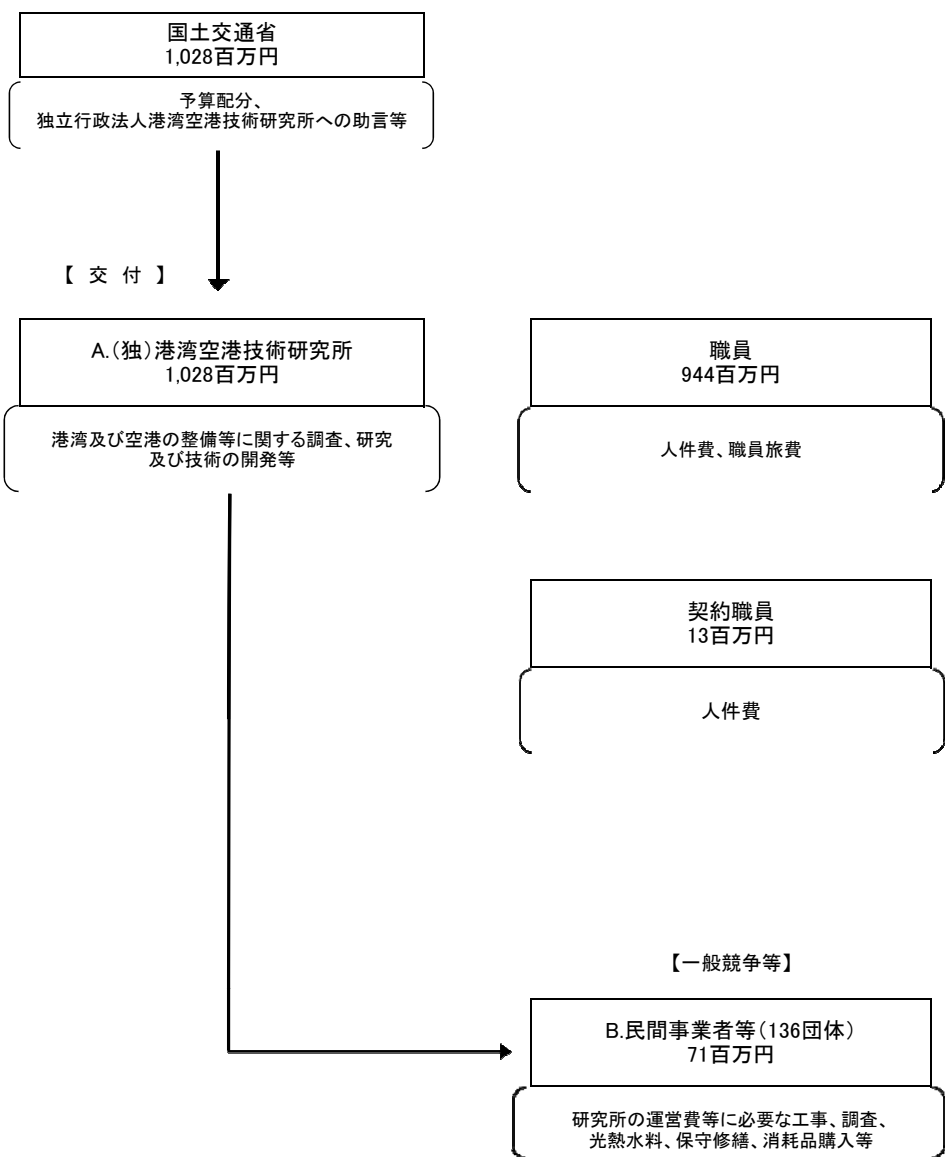 国土交通省
1,028百万円
予算配分、
独立行政法人港湾空港技術研究所への助言等
【 交 付 】
A.(独)港湾空港技術研究所
1,028百万円
港湾及び空港の整備等に関する調査、研究
及び技術の開発等
職員
944百万円
人件費、職員旅費
契約職員
13百万円
人件費
【一般競争等】
B.民間事業者等(136団体)
71百万円
研究所の運営費等に必要な工事、調査、
光熱水料、保守修繕、消耗品購入等